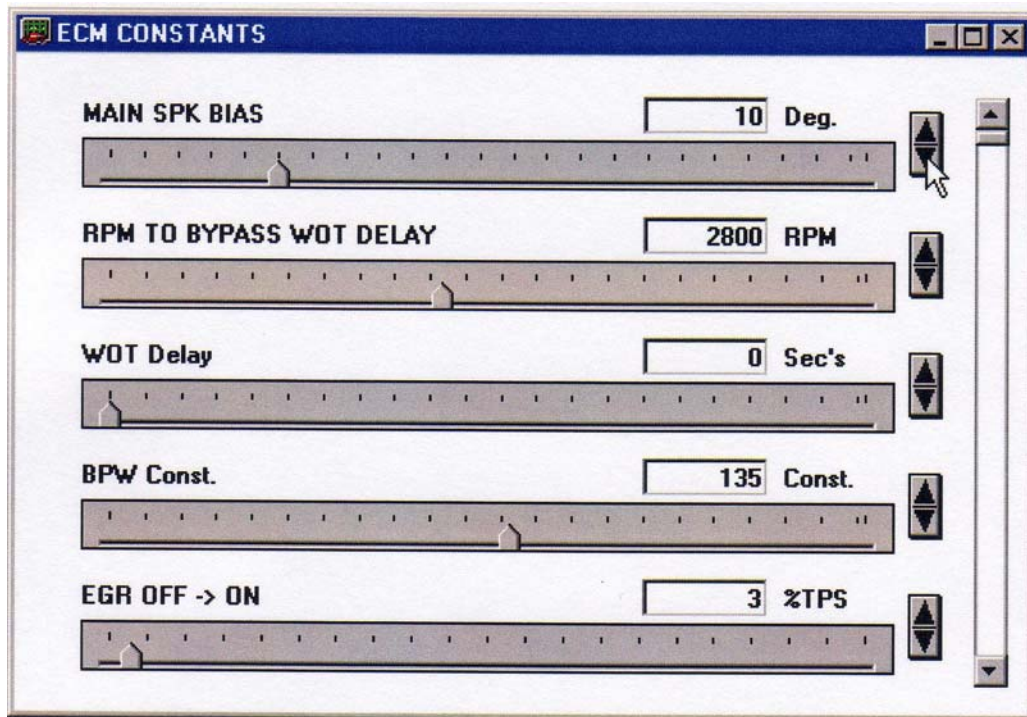 ECM CONSTANTS
MAIN SPK BIAS 10 Deg.
RPM TO BYPASS WOT DELAY 2800 RPM
WOT Delay 0 Sec's
BPW Const. 135 Const.
EGR OFF -> ON 3 %TPS